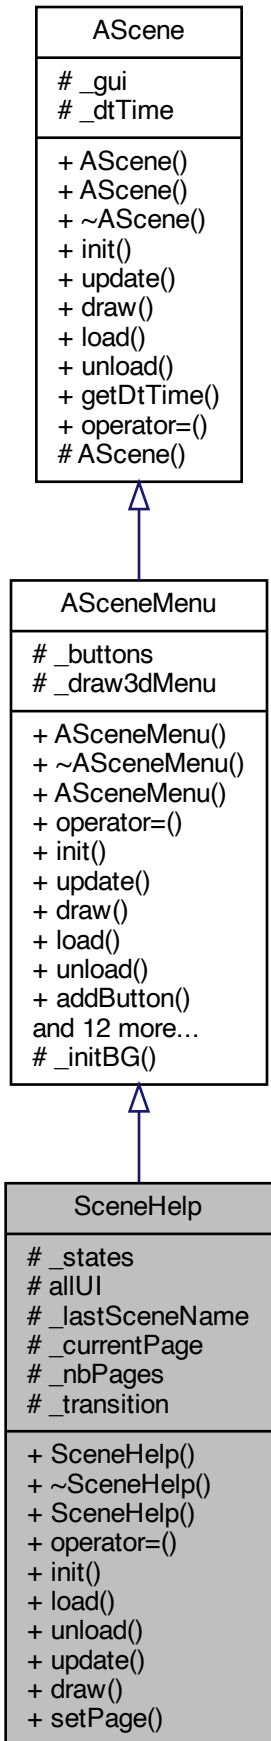 AScene
# _gui
# _dtTime
+ AScene()
+ AScene()
+ ~AScene()
+ init()
+ update()
+ draw()
+ load()
+ unload()
+ getDtTime()
+ operator=()
# AScene()
ASceneMenu
# _buttons
# _draw3dMenu
+ ASceneMenu()
+ ~ASceneMenu()
+ ASceneMenu()
+ operator=()
+ init()
+ update()
+ draw()
+ load()
+ unload()
+ addButton()
and 12 more...
# _initBG()
SceneHelp
# _states
# allUI
# _lastSceneName
# _currentPage
# _nbPages
# _transition
+ SceneHelp()
+ ~SceneHelp()
+ SceneHelp()
+ operator=()
+ init()
+ load()
+ unload()
+ update()
+ draw()
+ setPage()